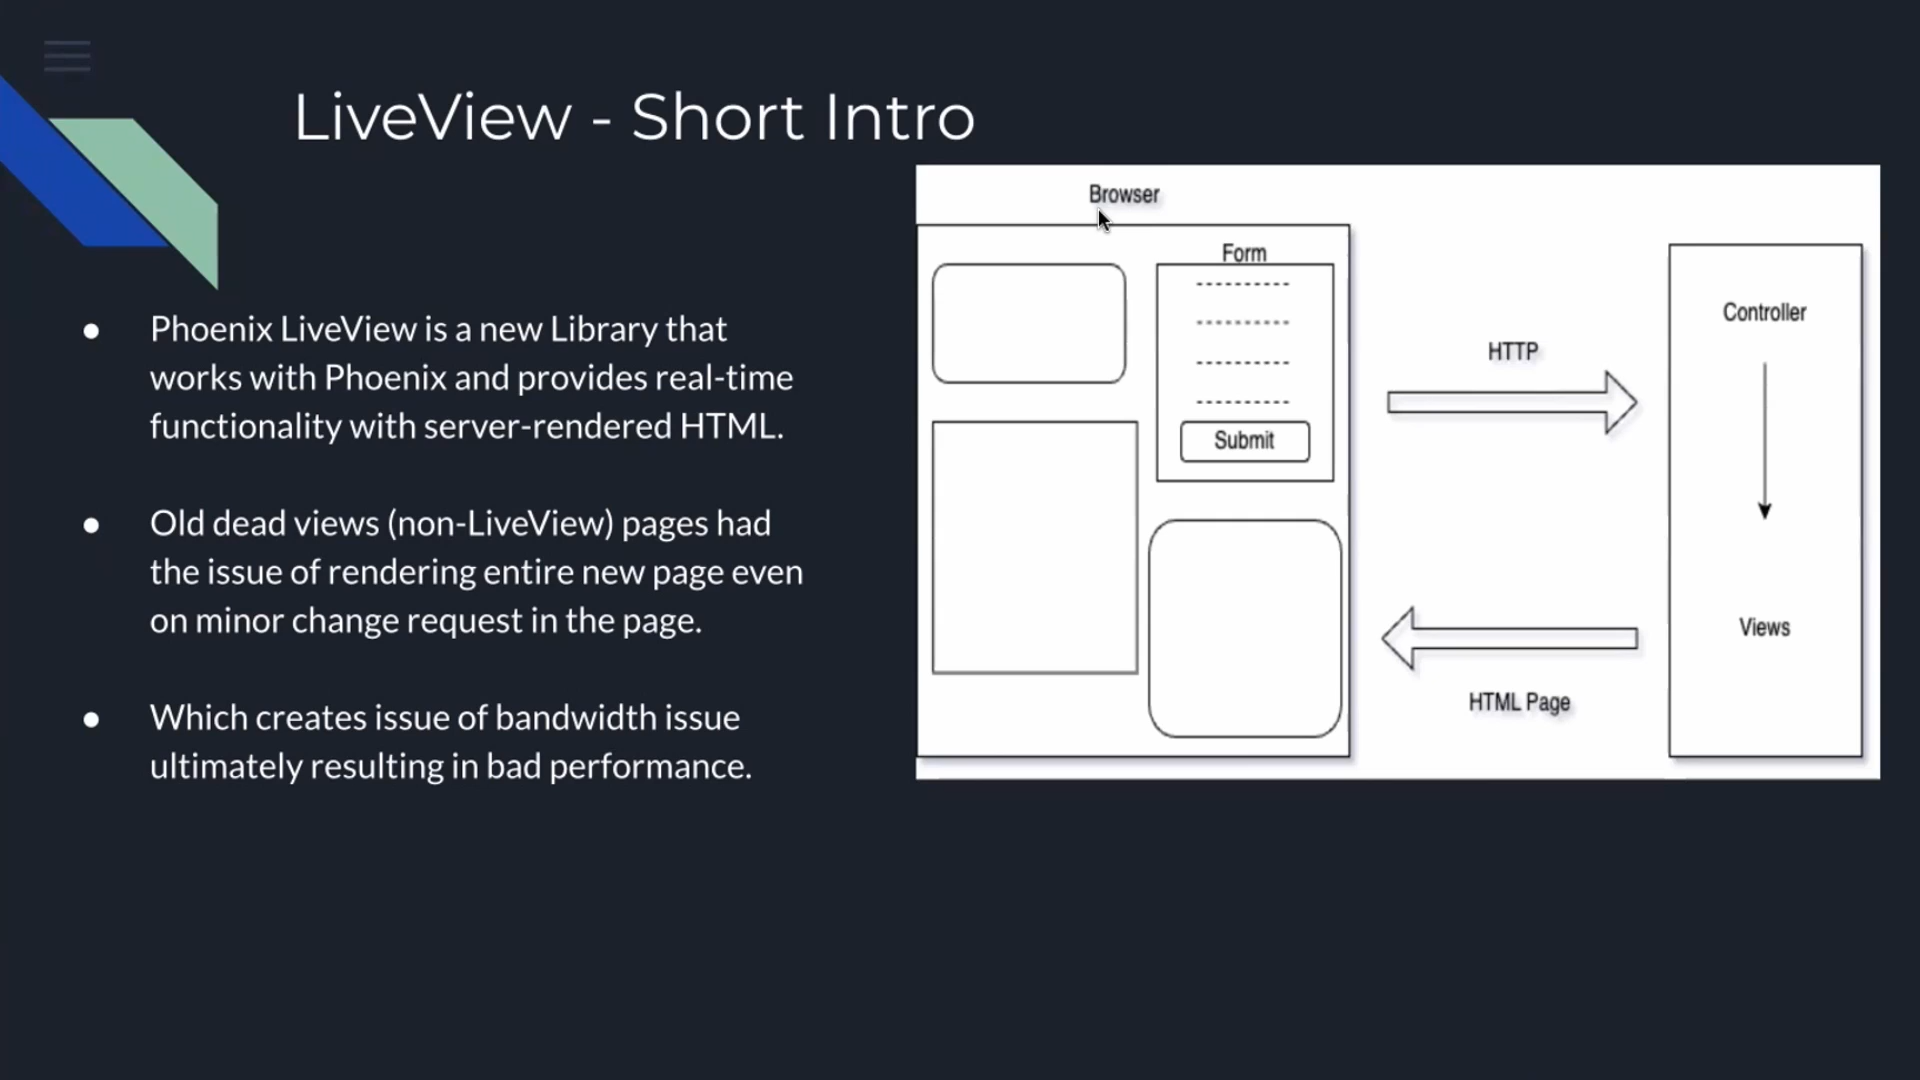 LiveView - Short Intro
● Phoenix LiveView is a new Library that
works with Phoenix and provides real-time
functionality with server-rendered HTML.
● Old dead views (non-LiveView) pages had
the issue of rendering entire new page even
on minor change request in the page.
● Which creates issue of bandwidth issue
ultimately resulting in bad performance.
Browser
Form
Submit
HTTP
HTML Page
Controller
Views